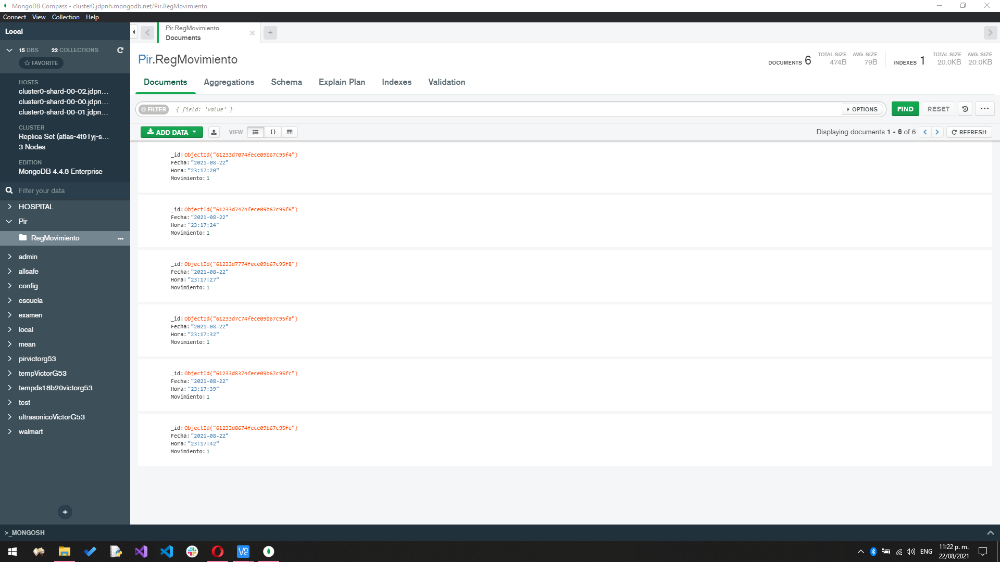 MongoDB Compass - cluster0.jdpnh.mongodb.net/Pir.RegMovimiento
Connect View Collection Help
Local
15 DBS 22 COLLECTIONS
FAVORITE
HOSTS
cluster0-shard-00-02.jdpn...
cluster0-shard-00-00.jdpn...
cluster0-shard-00-01.jdpn...
CLUSTER
Replica Set (atlas-4t91yj-s...
3 Nodes
EDITION
MongoDB 4.4.8 Enterprise
Filter your data
HOSPITAL
Pir
RegMovimiento
admin
allsafe
config
escuela
examen
local
mean
pirvictorg53
tempVictorG53
tempds18b20victorg53
test
ultrasonicoVictorG53
walmart
Pir.RegMovimiento
Documents
Pir.RegMovimiento
DOCUMENTS 6 TOTAL SIZE 474B AVG. SIZE 79B INDEXES 1 TOTAL SIZE 20.0KB AVG. SIZE 20.0KB
Documents Aggregations Schema Explain Plan Indexes Validation
FILTER { field: 'value' } OPTIONS FIND RESET
ADD DATA VIEW {} Displaying documents 1 - 6 of 6 REFRESH
_id: ObjectId("61233d7074fece09b67c95f4")
Fecha: "2021-08-22"
Hora: "23:17:20"
Movimiento: 1
_id: ObjectId("61233d7474fece09b67c95f6")
Fecha: "2021-08-22"
Hora: "23:17:24"
Movimiento: 1
_id: ObjectId("61233d7774fece09b67c95f8")
Fecha: "2021-08-22"
Hora: "23:17:27"
Movimiento: 1
_id: ObjectId("61233d7c74fece09b67c95fa")
Fecha: "2021-08-22"
Hora: "23:17:32"
Movimiento: 1
_id: ObjectId("61233d8374fece09b67c95fc")
Fecha: "2021-08-22"
Hora: "23:17:39"
Movimiento: 1
_id: ObjectId("61233d8674fece09b67c95fe")
Fecha: "2021-08-22"
Hora: "23:17:42"
Movimiento: 1
>_MONGOSH
ENG 11:22 p. m.
22/08/2021